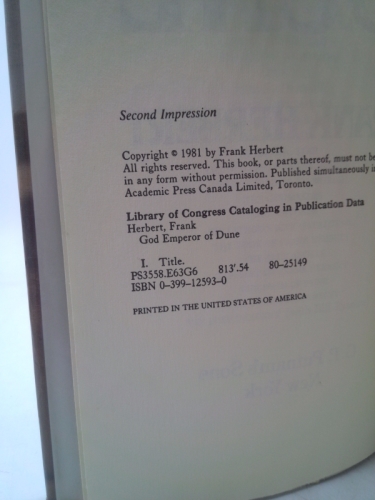 Second Impression
Copyright © 1981 by Frank Herbert
All rights reserved. This book, or parts thereof, must not be
in any form without permission. Published simultaneously
Academic Press Canada Limited, Toronto.
Library of Congress Cataloging in Publication Data
Herbert, Frank
God Emperor of Dune
I. Title.
PS3558.E63G6 813'.54 80-25149
ISBN 0-399-12593-0
PRINTED IN THE UNITED STATES OF AMERICA